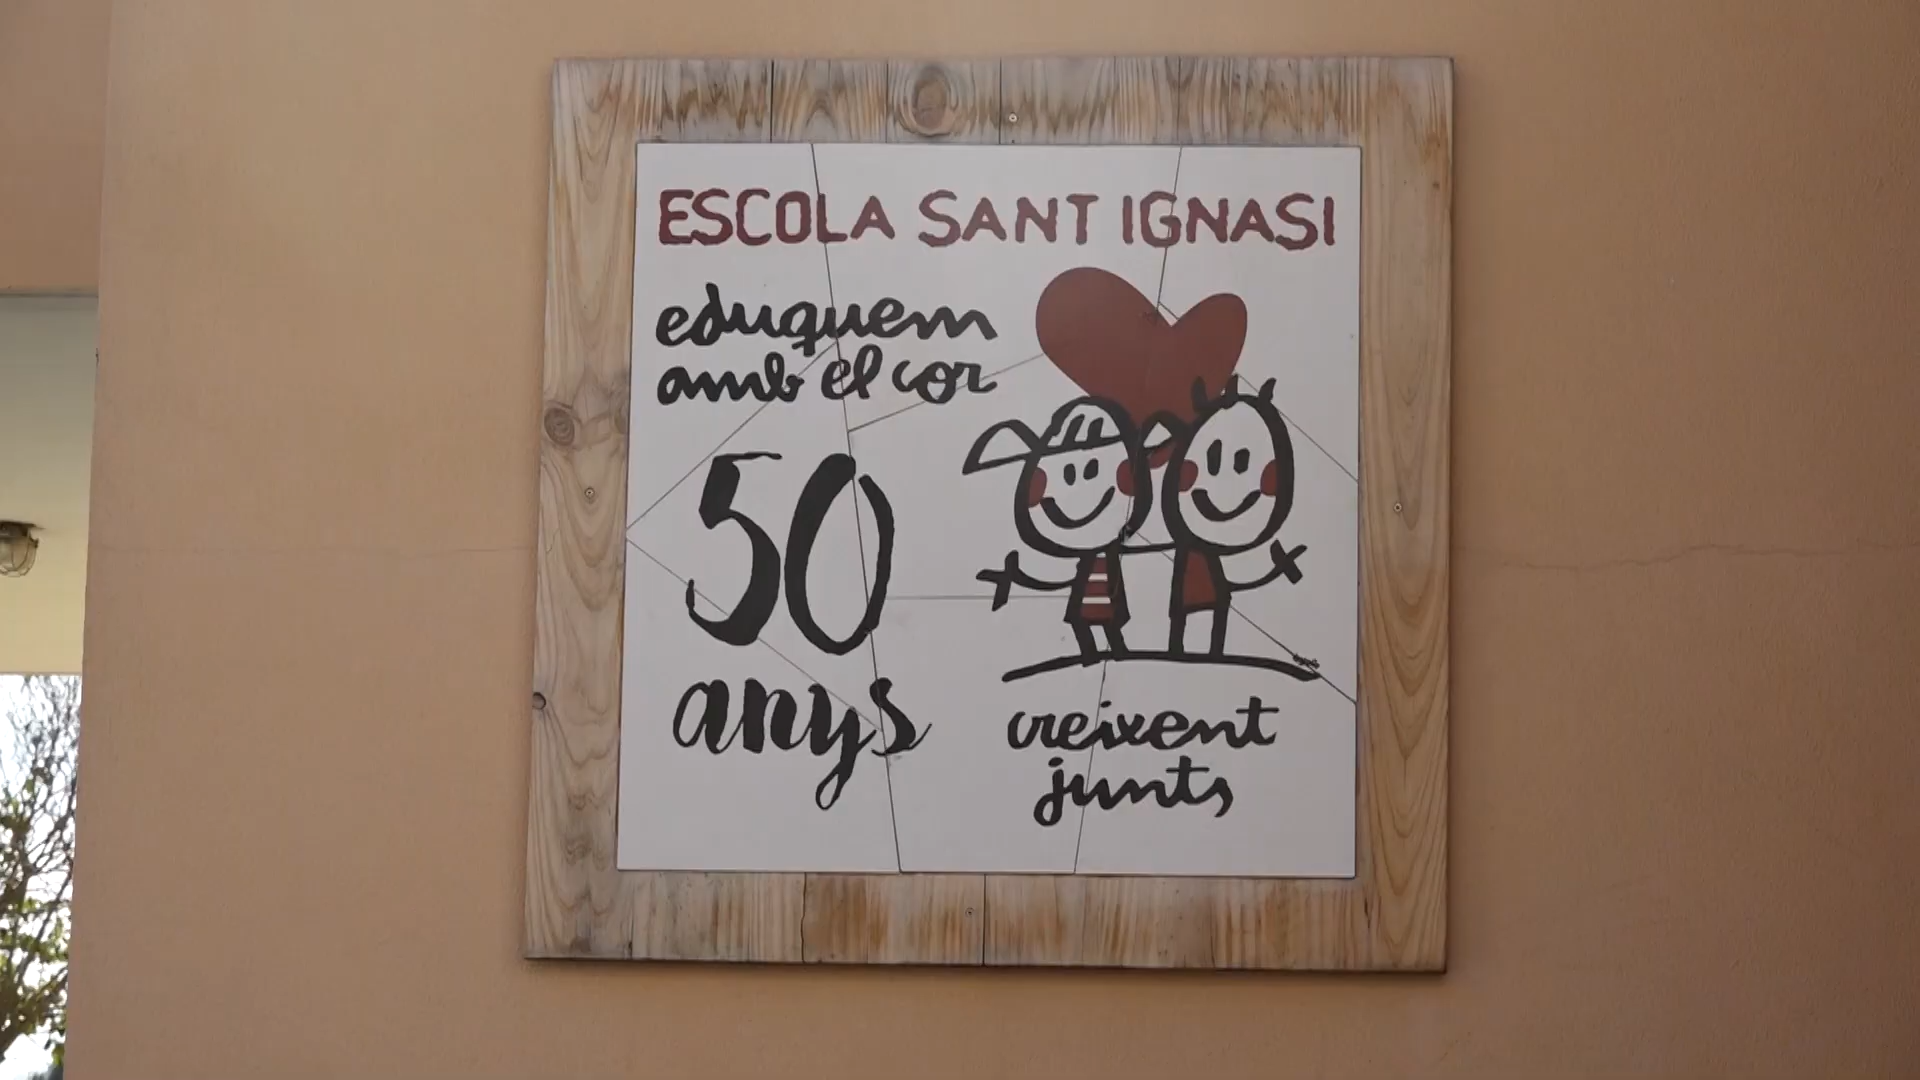 ESCOLA SANT IGNASI
eduquem
amb el cor
50
anys
creixent
junts